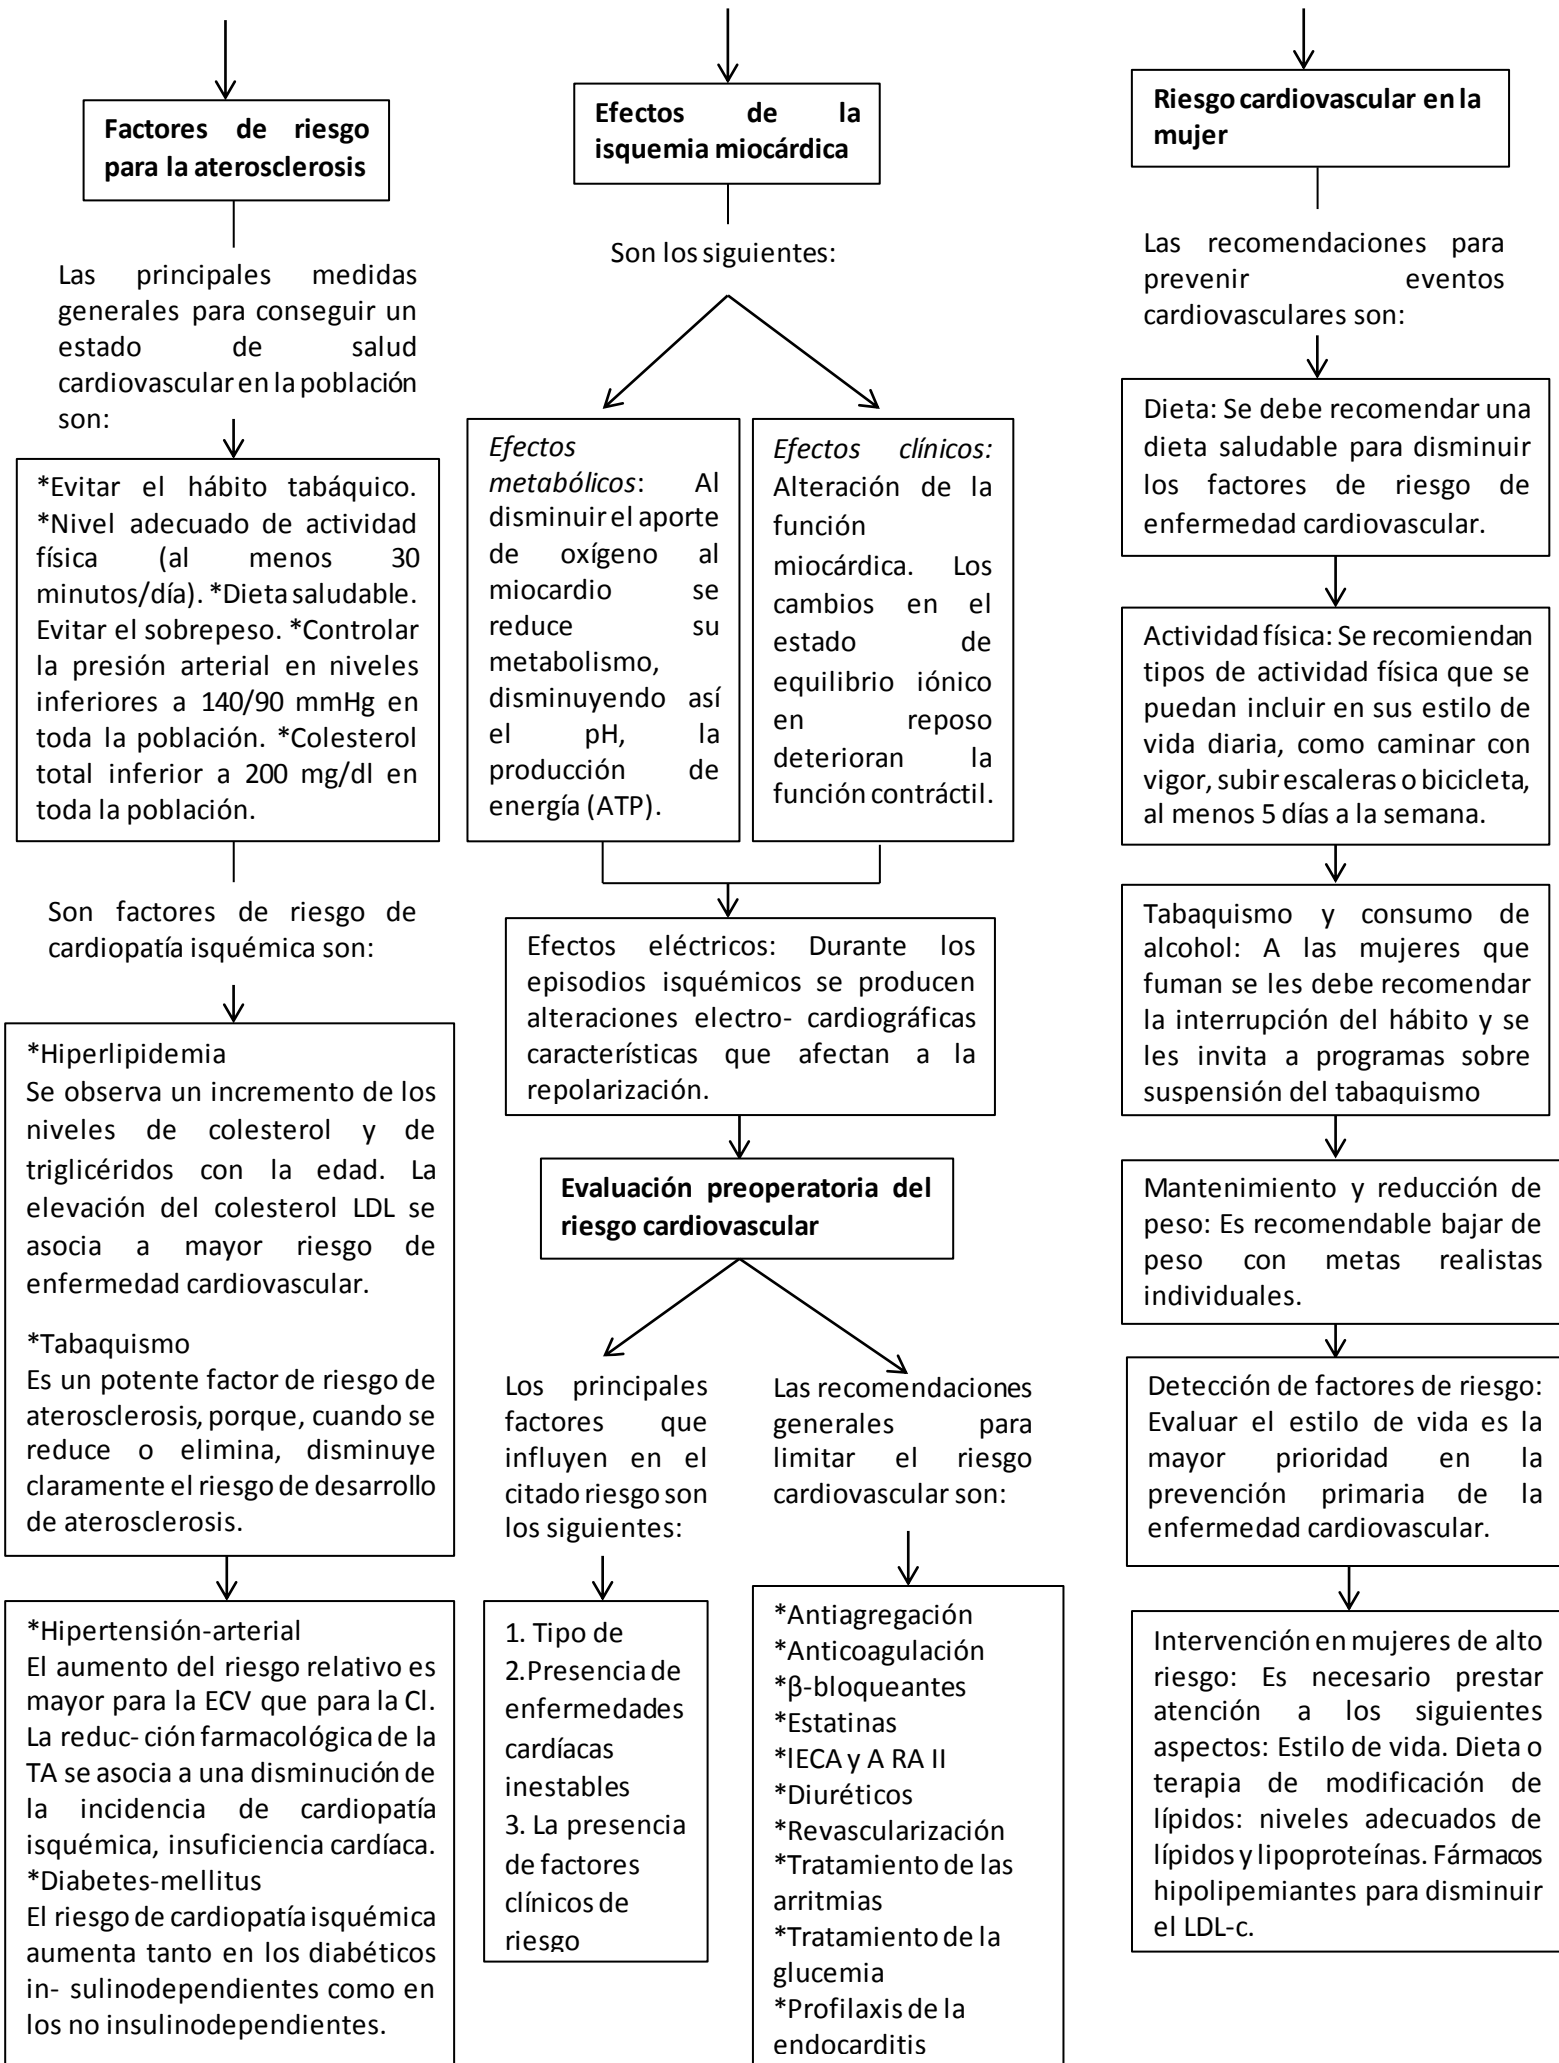 Factores de riesgo
para la aterosclerosis
Las principales medidas
generales para conseguir un
estado de salud
cardiovascular en la población
son:
*Evitar el hábito tabáquico.
*Nivel adecuado de actividad
física (al menos 30
minutos/día). *Dieta saludable.
Evitar el sobrepeso. *Controlar
la presión arterial en niveles
inferiores a 140/90 mmHg en
toda la población. *Colesterol
total inferior a 200 mg/dl en
toda la población.
Son factores de riesgo de
cardiopatía isquémica son:
*Hiperlipidemia
Se observa un incremento de los
niveles de colesterol y de
triglicéridos con la edad. La
elevación del colesterol LDL se
asocia a mayor riesgo de
enfermedad cardiovascular.
*Tabaquismo
Es un potente factor de riesgo de
aterosclerosis, porque, cuando se
reduce o elimina, disminuye
claramente el riesgo de desarrollo
de aterosclerosis.
*Hipertensión-arterial
El aumento del riesgo relativo es
mayor para la ECV que para la Cl.
La reduc- ción farmacológica de la
TA se asocia a una disminución de
la incidencia de cardiopatía
isquémica, insuficiencia cardíaca.
*Diabetes-mellitus
El riesgo de cardiopatía isquémica
aumenta tanto en los diabéticos
in- sulinodependientes como en
los no insulinodependientes.
Efectos de la
isquemia miocárdica
Son los siguientes:
Efectos
metabólicos: Al
disminuir el aporte
de oxígeno al
miocardio se
reduce su
metabolismo,
disminuyendo así
el pH, la
producción de
energía (ATP).
Efectos clínicos:
Alteración de la
función
miocárdica. Los
cambios en el
estado de
equilibrio iónico
en reposo
deterioran la
función contráctil.
Efectos eléctricos: Durante los
episodios isquémicos se producen
alteraciones electro- cardiográficas
características que afectan a la
repolarización.
Evaluación preoperatoria del
riesgo cardiovascular
Los principales
factores que
influyen en el
citado riesgo son
los siguientes:
1. Tipo de
2.Presencia de
enfermedades
cardíacas
inestables
3. La presencia
de factores
clínicos de
riesgo
Las recomendaciones
generales para
limitar el riesgo
cardiovascular son:
*Antiagregación
*Anticoagulación
*β-bloqueantes
*Estatinas
*lECA y A RA II
*Diuréticos
*Revascularización
*Tratamiento de las
arritmias
*Tratamiento de la
glucemia
*Profilaxis de la
endocarditis
Riesgo cardiovascular en la
mujer
Las recomendaciones para
prevenir eventos
cardiovasculares son:
Dieta: Se debe recomendar una
dieta saludable para disminuir
los factores de riesgo de
enfermedad cardiovascular.
Actividad física: Se recomiendan
tipos de actividad física que se
puedan incluir en sus estilo de
vida diaria, como caminar con
vigor, subir escaleras o bicicleta,
al menos 5 días a la semana.
Tabaquismo y consumo de
alcohol: A las mujeres que
fuman se les debe recomendar
la interrupción del hábito y se
les invita a programas sobre
suspensión del tabaquismo
Mantenimiento y reducción de
peso: Es recomendable bajar de
peso con metas realistas
individuales.
Detección de factores de riesgo:
Evaluar el estilo de vida es la
mayor prioridad en la
prevención primaria de la
enfermedad cardiovascular.
Intervención en mujeres de alto
riesgo: Es necesario prestar
atención a los siguientes
aspectos: Estilo de vida. Dieta o
terapia de modificación de
lípidos: niveles adecuados de
lípidos y lipoproteínas. Fármacos
hipolipemiantes para disminuir
el LDL-c.